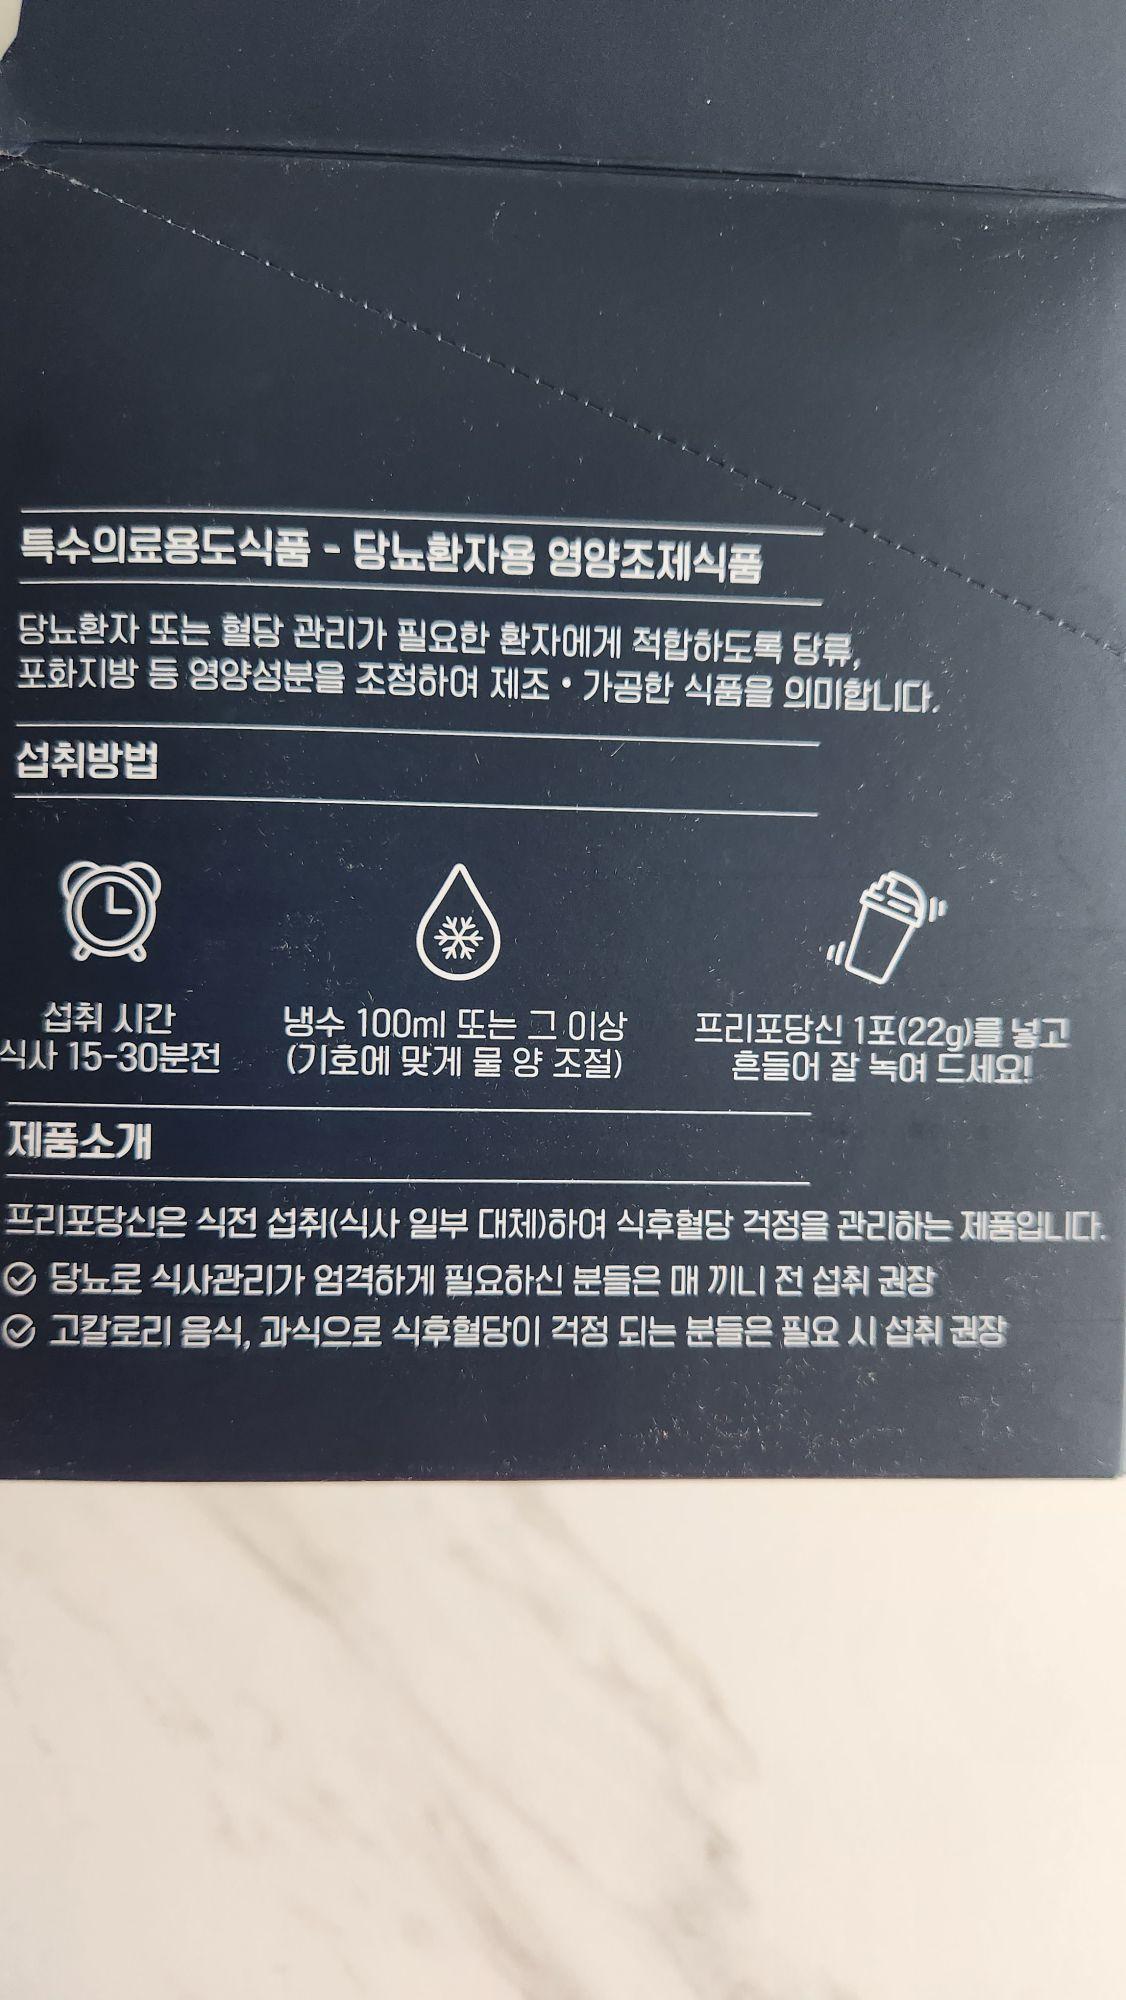 특수의료용도식품 - 당뇨환자용 영양조제식품
당뇨환자 또는 혈당 관리가 필요한 환자에게 적합하도록 당류,
포화지방 등 영양성분을 조정하여 제조 • 가공한 식품을 의미합니다.
섭취방법
섭취 시간
식사 15-30분전
냉수 100ml 또는 그 이상
(기호에 맞게 물 양 조절)
프리포당신 1포(22g)를 넣고
흔들어 잘 녹여 드세요!
제품소개
프리포당신은 식전 섭취(식사 일부 대체)하여 식후혈당 걱정을 관리하는 제품입니다.
당뇨로 식사관리가 엄격하게 필요하신 분들은 매 끼니 전 섭취 권장
고칼로리 음식, 과식으로 식후혈당이 걱정 되는 분들은 필요 시 섭취 권장